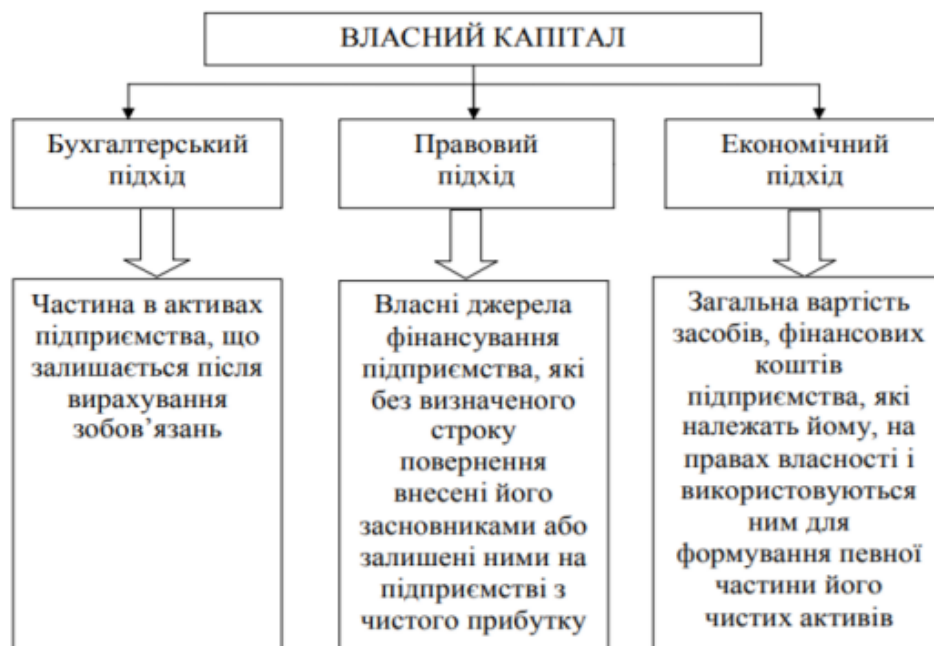 ВЛАСНИЙ КАПІТАЛ
Бухгалтерський
підхід
Правовий
підхід
Економічний
підхід
Частина в активах
підприємства, що
залишається після
вирахування
зобов’язань
Власні джерела
фінансування
підприємства, які
без визначеного
строку
повернення
внесені його
засновниками або
залишені ними на
підприємстві з
чистого прибутку
Загальна вартість
засобів, фінансових
коштів
підприємства, які
належать йому, на
правах власності і
використовуються
ним для
формування певної
частини його
чистих активів